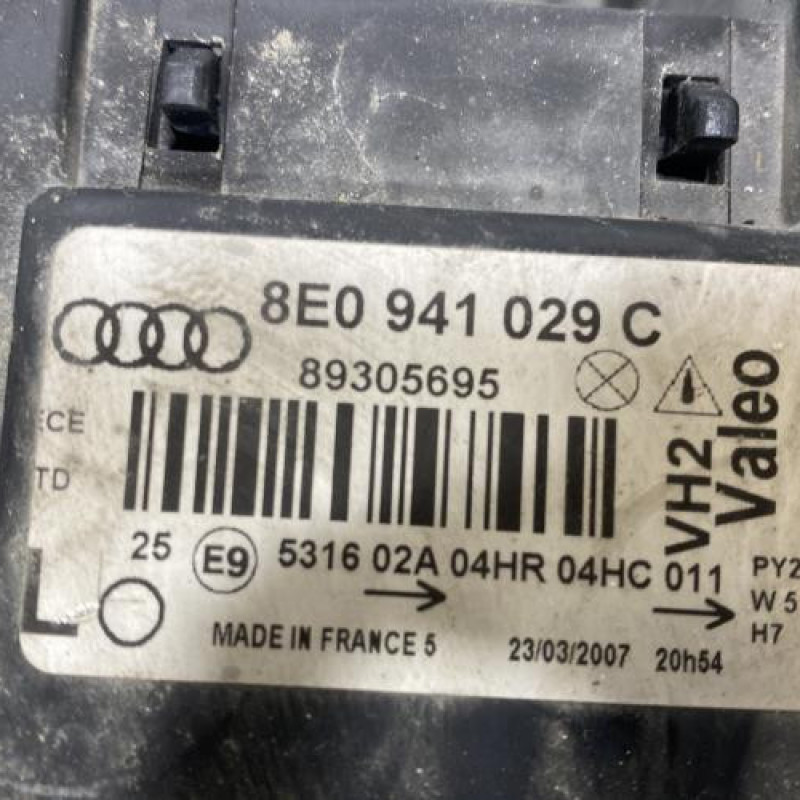 8E0 941 029 C
89305695
ECE
TD
VH2
Valeo
25 E9 5316 02A 04HR 04HC 011
PY2
W 5
H7
L
MADE IN FRANCE 5 23/03/2007 20h54